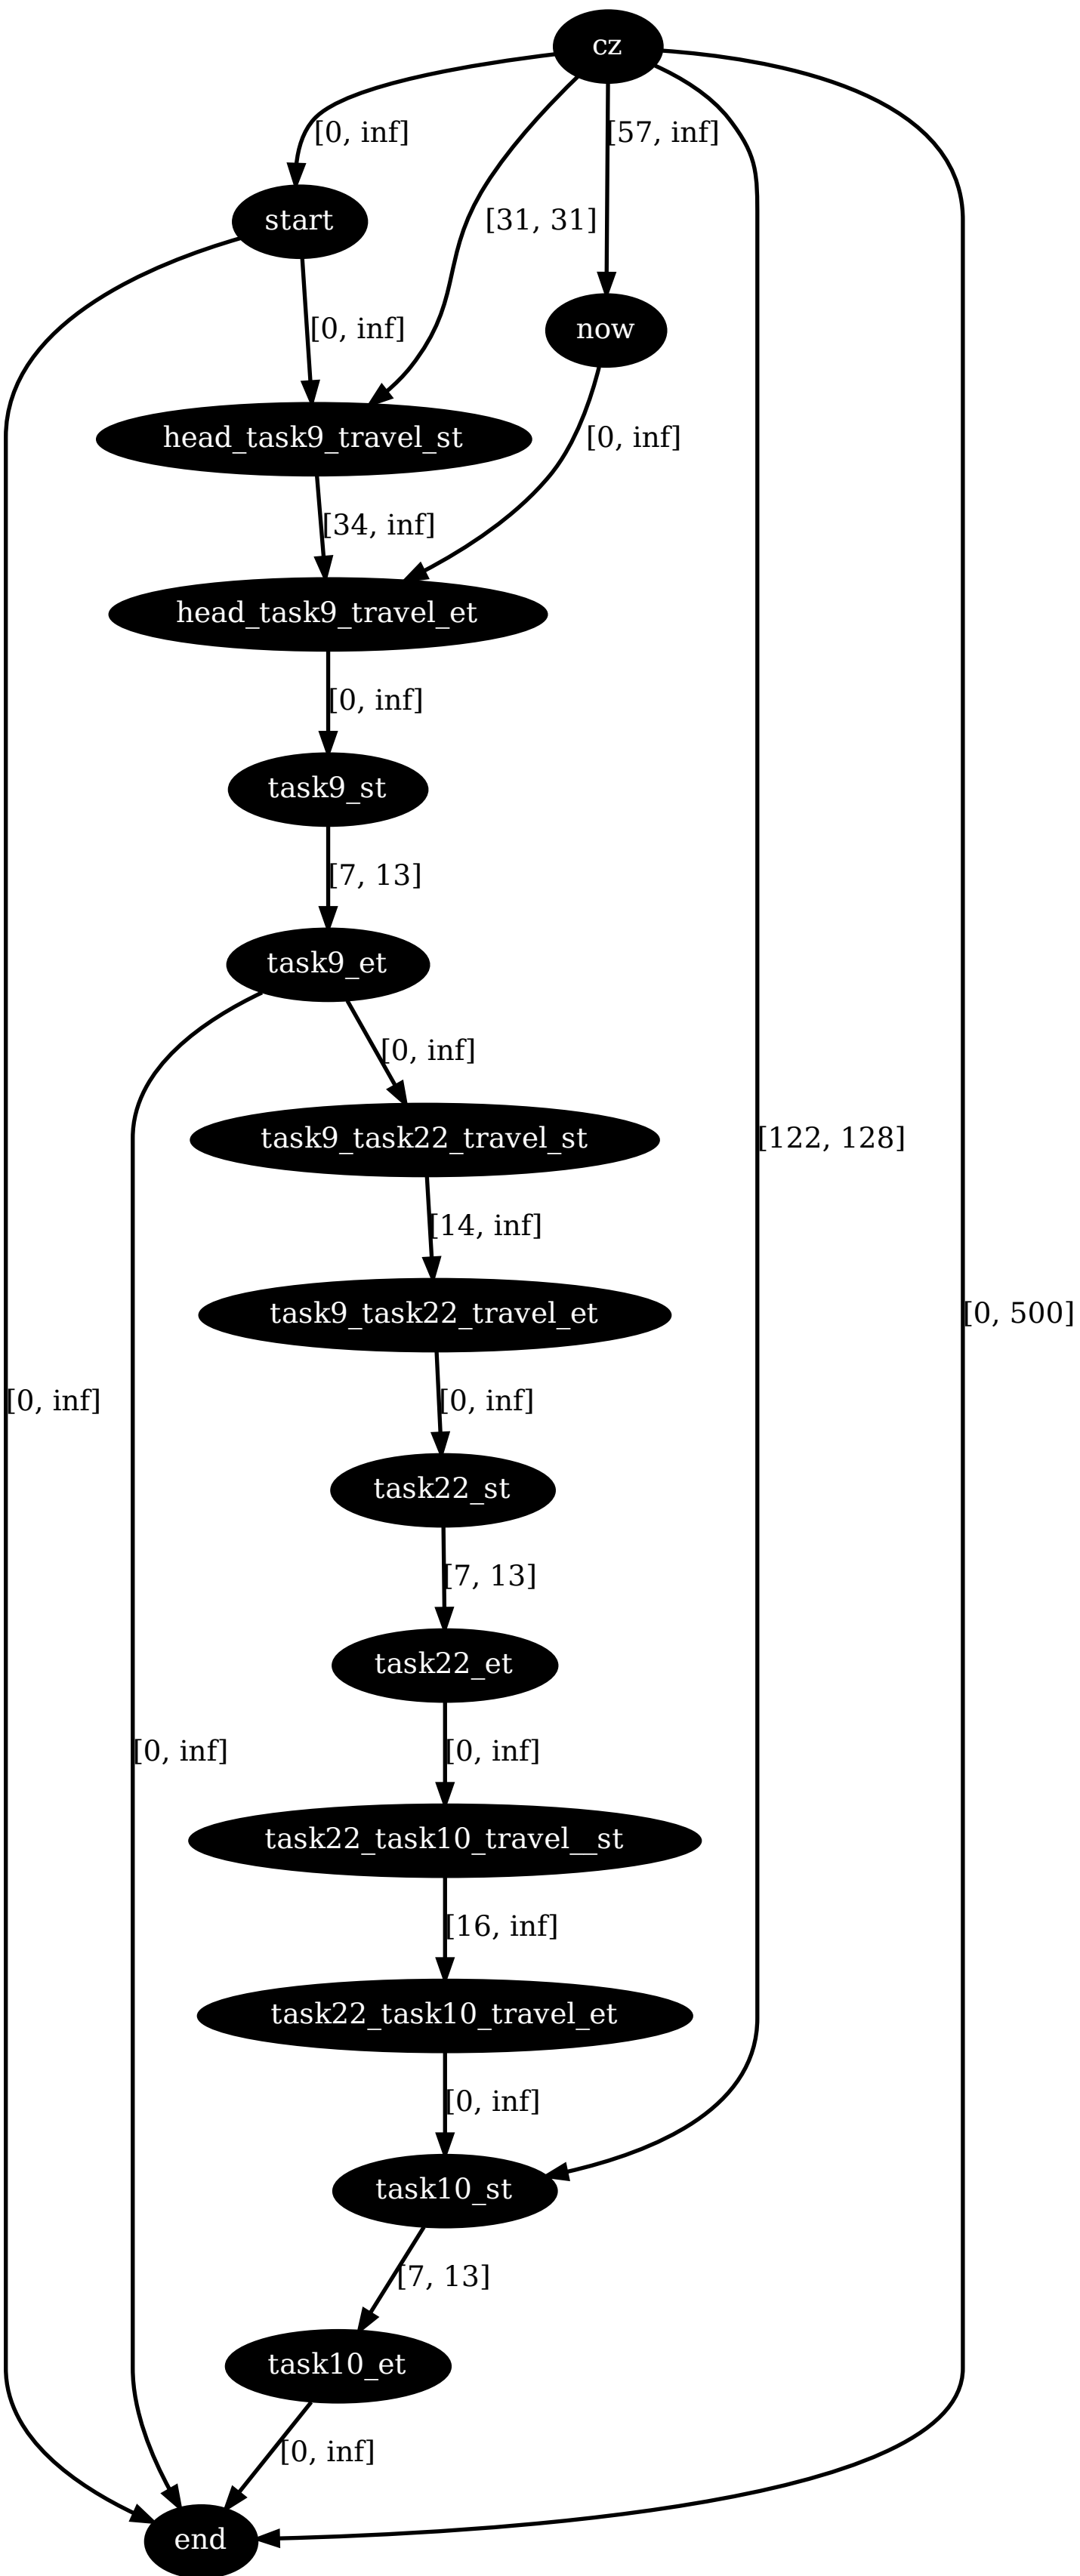 cz
[0, inf]
[57, inf]
start
[31, 31]
now
[0, inf]
head_task9_travel_st
[0, inf]
[34, inf]
head_task9_travel_et
[0, inf]
task9_st
[7, 13]
task9_et
[0, inf]
task9_task22_travel_st
[122, 128]
[14, inf]
task9_task22_travel_et
[0, 500]
[0, inf]
[0, inf]
task22_st
[7, 13]
task22_et
[0, inf]
[0, inf]
task22_task10_travel__st
[16, inf]
task22_task10_travel_et
[0, inf]
task10_st
[7, 13]
task10_et
[0, inf]
end